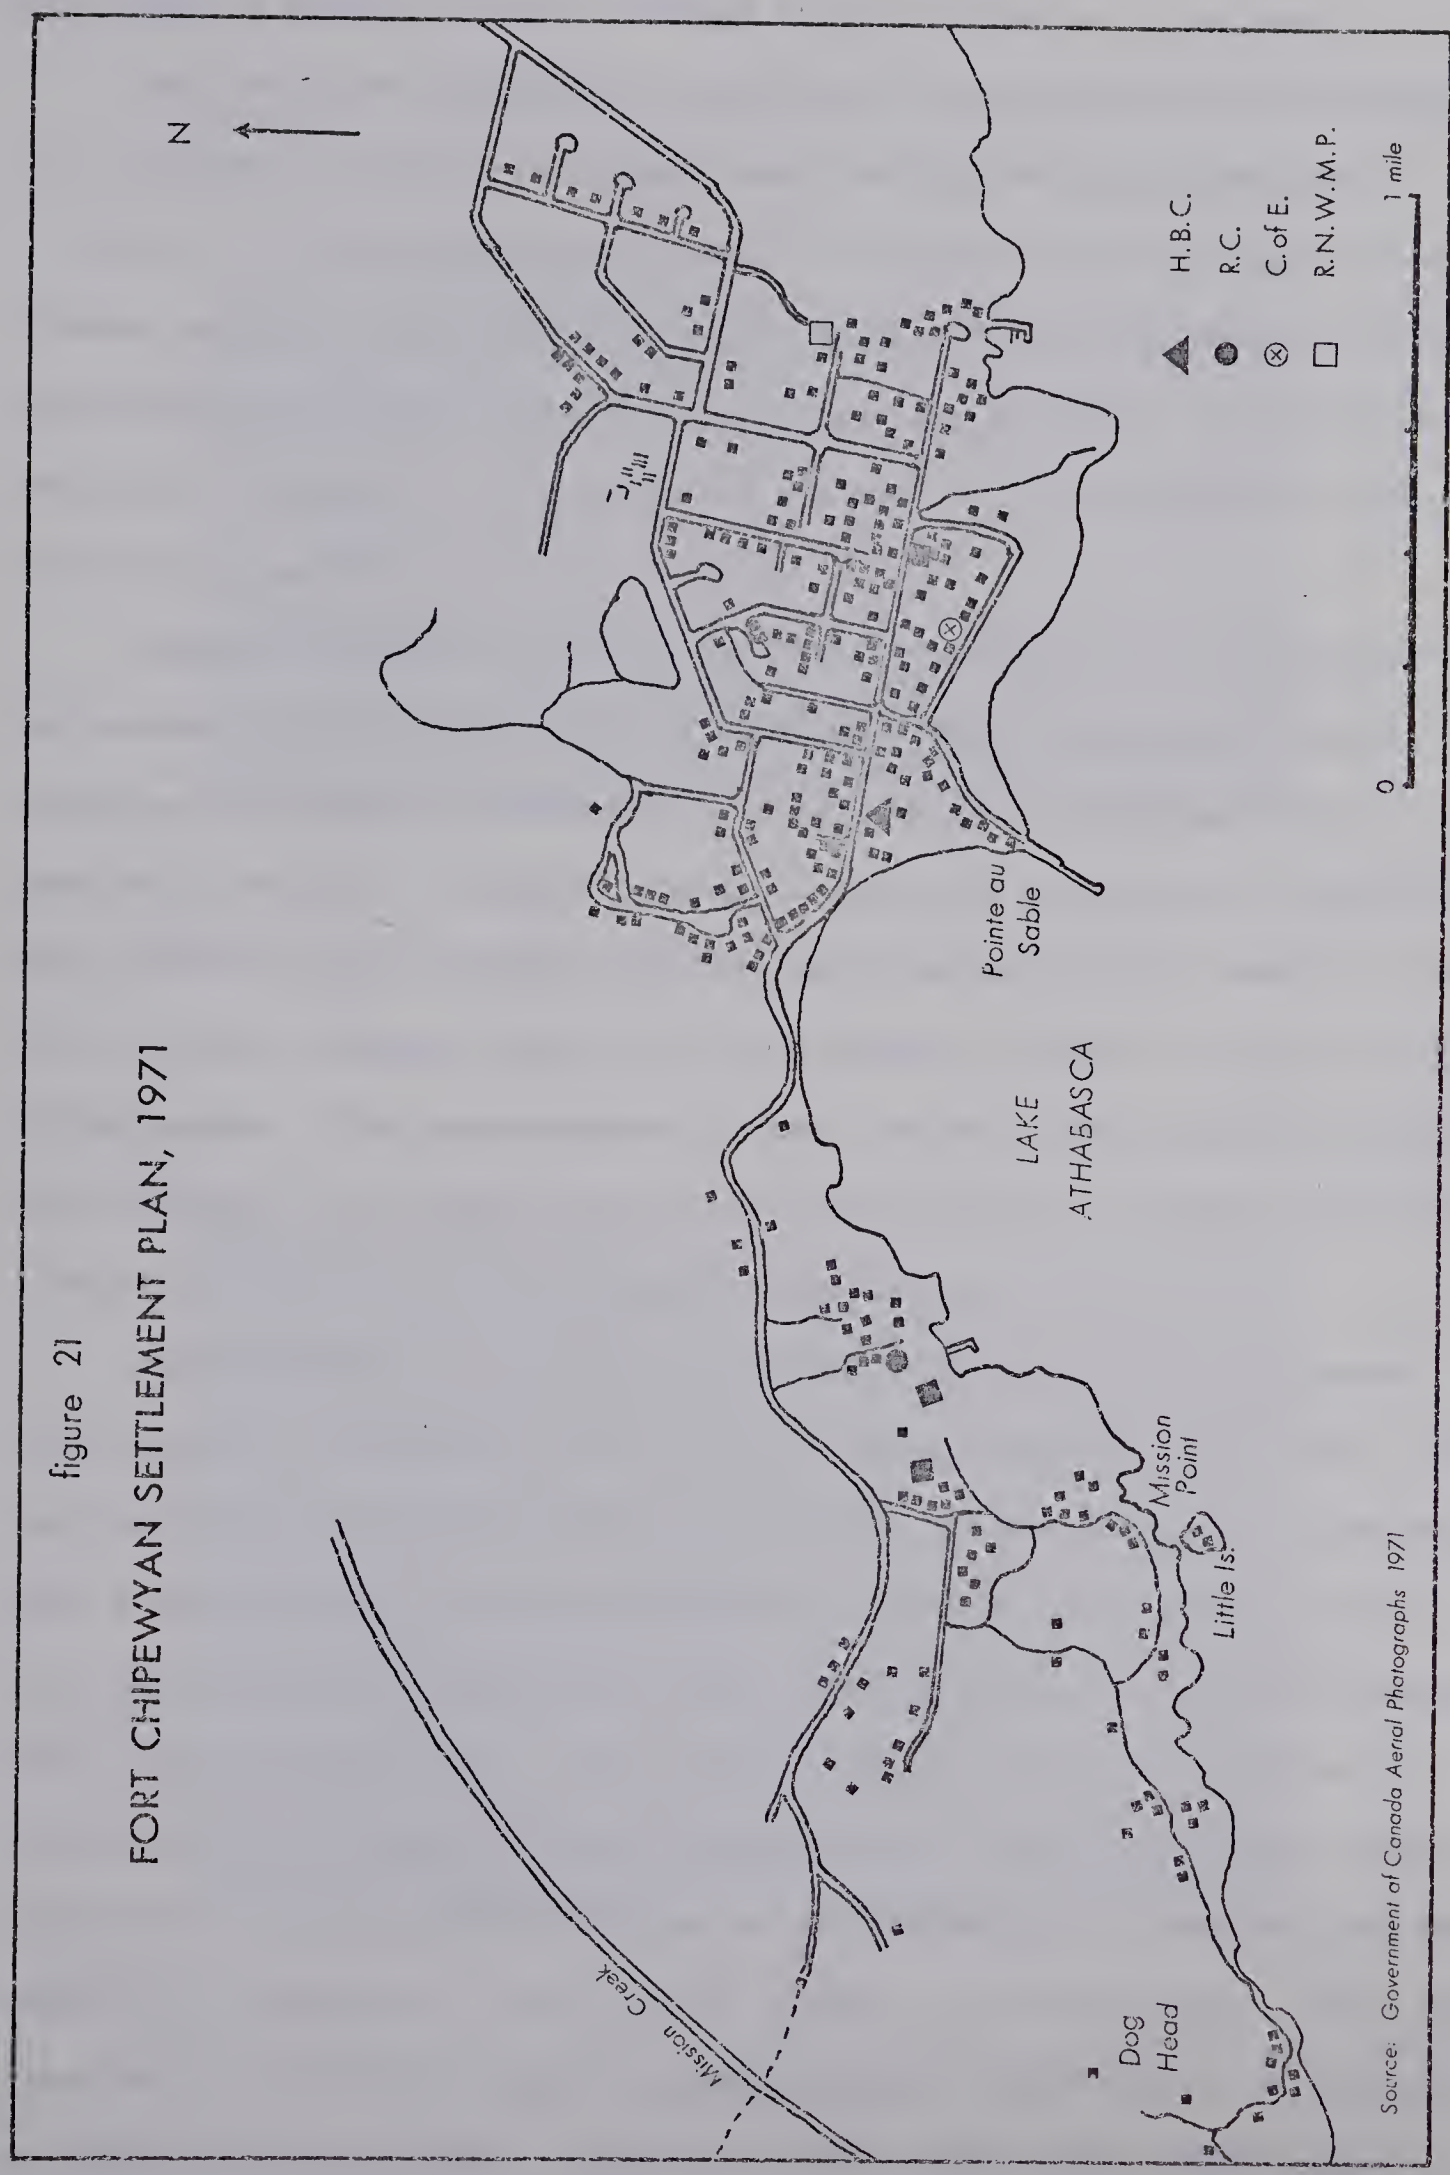 figure 21
FORT CHIPEWYAN SETTLEMENT PLAN, 1971
N
Mission Creek
Dog
Head
Little Is.
Mission
Point
LAKE
ATHABASCA
Pointe au
Sable
H.B.C.
R.C.
C. of E.
R.N.W.M.P.
0
1 mile
Source: Government of Canada Aerial Photographs 1971